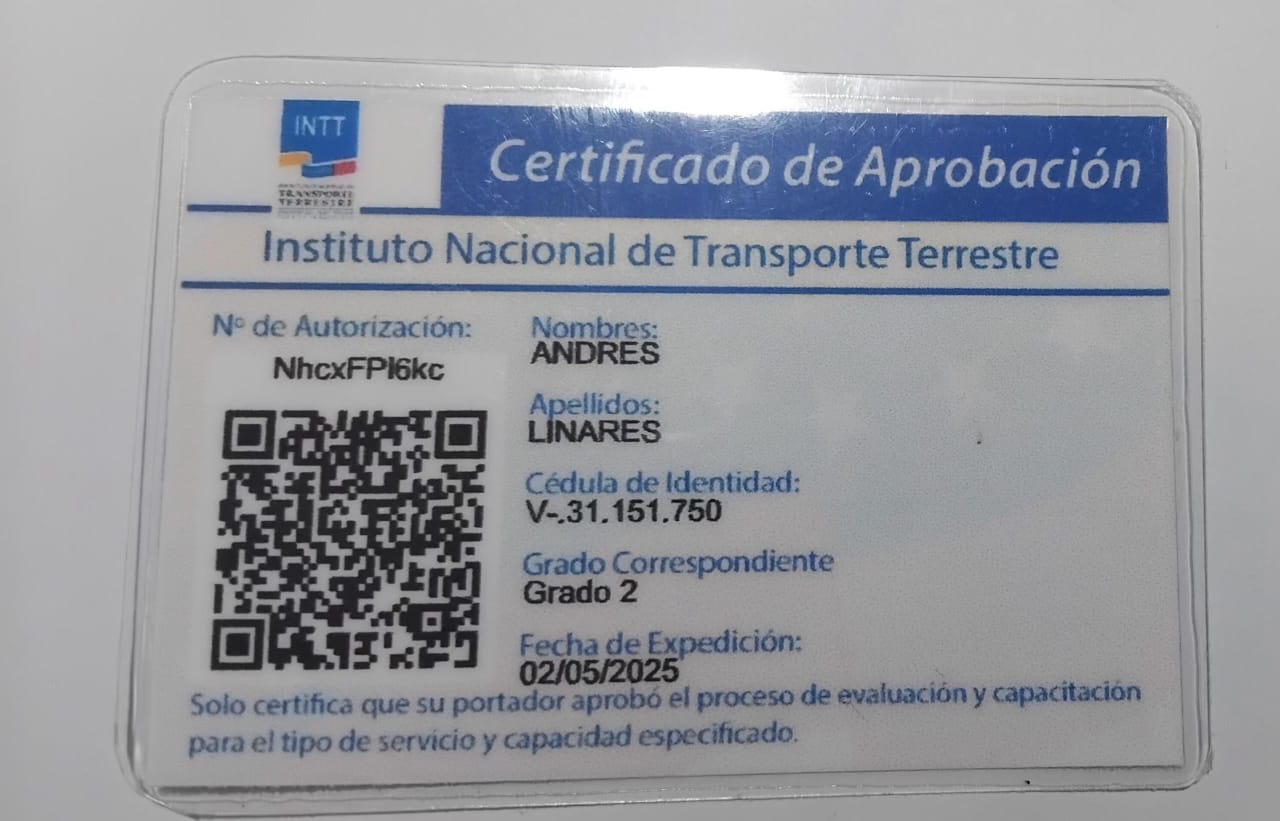 INTT
TRANSPORTE
TERRESTRE
Certificado de Aprobación
Instituto Nacional de Transporte Terrestre
Nº de Autorización:
NhcxFPl6kc
Nombres:
ANDRES
Apellidos:
LINARES
Cédula de Identidad:
V-.31.151.750
Grado Correspondiente
Grado 2
Fecha de Expedición:
02/05/2025
Solo certifica que su portador aprobó el proceso de evaluación y capacitación
para el tipo de servicio y capacidad especificado.